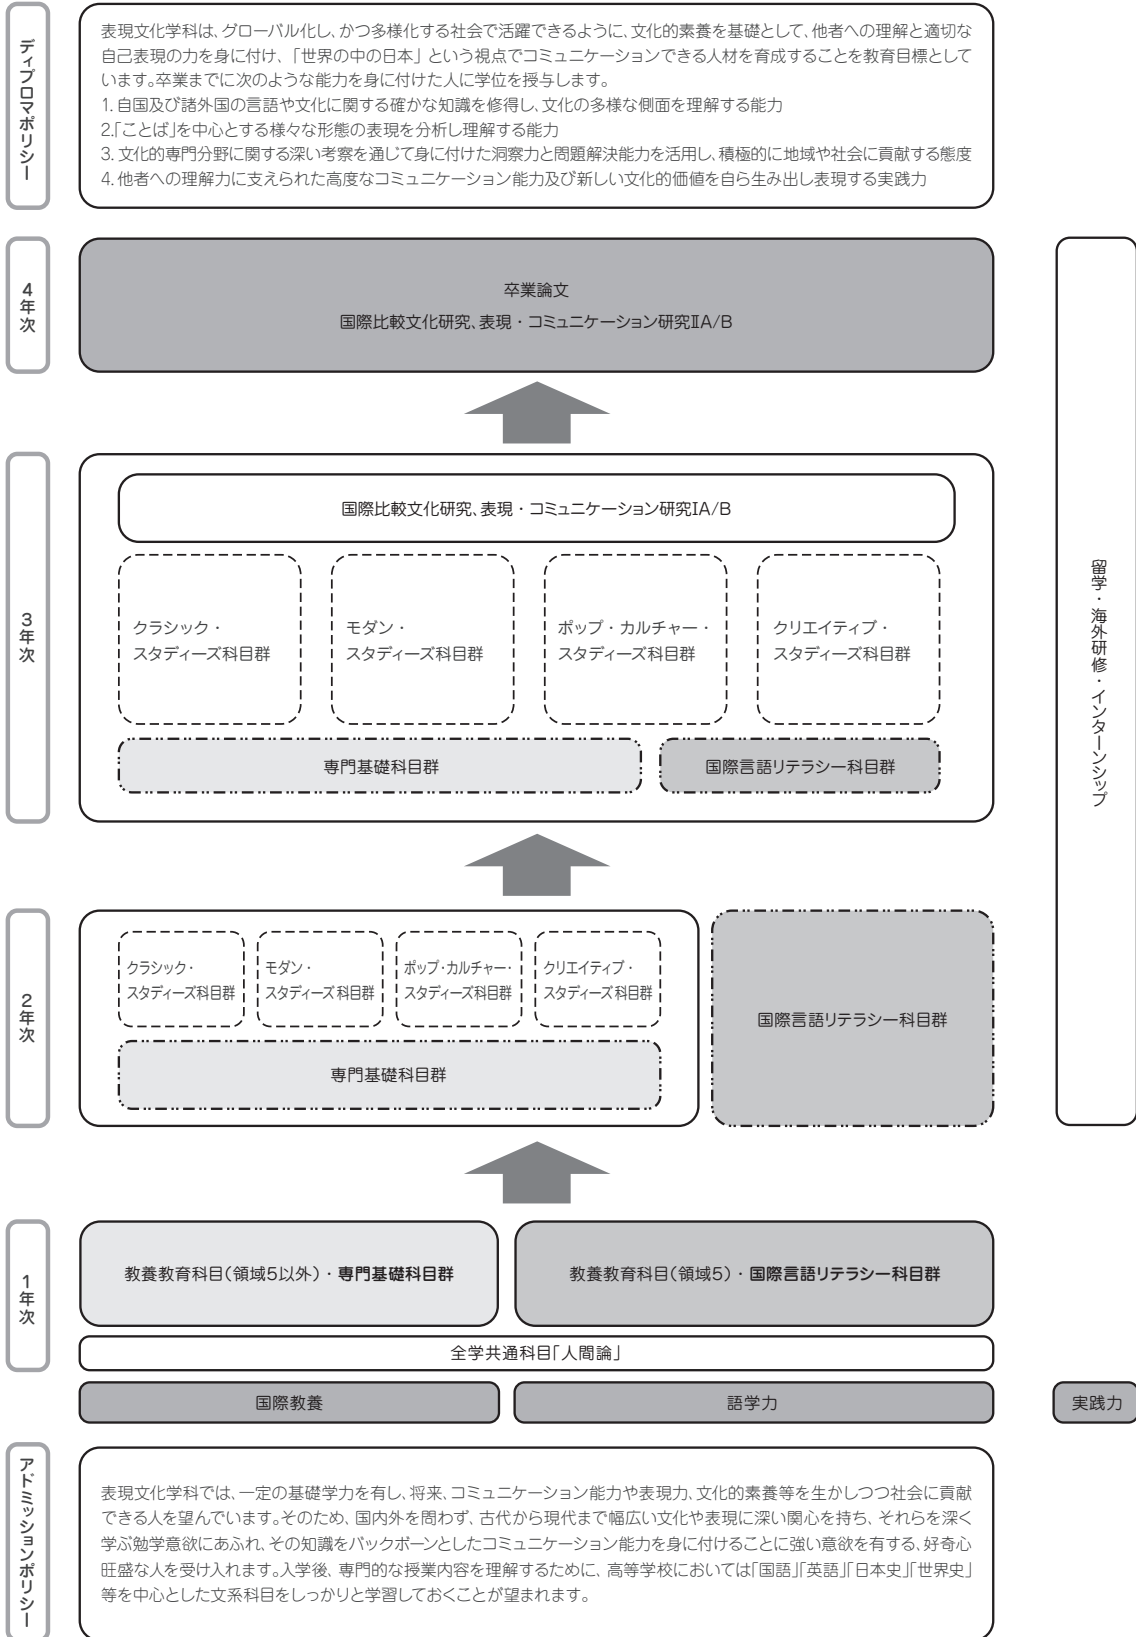 ディプロマポリシー
表現文化学科は、グローバル化し、かつ多様化する社会で活躍できるように、文化的素養を基礎として、他者への理解と適切な
自己表現の力を身に付け、「世界の中の日本」という視点でコミュニケーションできる人材を育成することを教育目標として
います。卒業までに次のような能力を身に付けた人に学位を授与します。
1. 自国及び諸外国の言語や文化に関する確かな知識を修得し、文化の多様な側面を理解する能力
2.「ことば」を中心とする様々な形態の表現を分析し理解する能力
3. 文化的専門分野に関する深い考察を通じて身に付けた洞察力と問題解決能力を活用し、積極的に地域や社会に貢献する態度
4. 他者への理解力に支えられた高度なコミュニケーション能力及び新しい文化的価値を自ら生み出し表現する実践力
4年次
卒業論文
国際比較文化研究、表現・コミュニケーション研究ⅡA/B
3年次
国際比較文化研究、表現・コミュニケーション研究ⅠA/B
クラシック・
スタディーズ科目群
モダン・
スタディーズ科目群
ポップ・カルチャー・
スタディーズ科目群
クリエイティブ・
スタディーズ科目群
専門基礎科目群
国際言語リテラシー科目群
留学・海外研修・インターンシップ
2年次
クラシック・
スタディーズ科目群
モダン・
スタディーズ科目群
ポップ・カルチャー・
スタディーズ科目群
クリエイティブ・
スタディーズ科目群
専門基礎科目群
国際言語リテラシー科目群
1年次
教養教育科目(領域5以外)・専門基礎科目群
教養教育科目(領域5)・国際言語リテラシー科目群
全学共通科目「人間論」
国際教養
語学力
実践力
アドミッションポリシー
表現文化学科では、一定の基礎学力を有し、将来、コミュニケーション能力や表現力、文化的素養等を生かしつつ社会に貢献
できる人を望んでいます。そのため、国内外を問わず、古代から現代まで幅広い文化や表現に深い関心を持ち、それらを深く
学ぶ勉学意欲にあふれ、その知識をバックボーンとしたコミュニケーション能力を身に付けることに強い意欲を有する、好奇心
旺盛な人を受け入れます。入学後、専門的な授業内容を理解するために、高等学校においては「国語」「英語」「日本史」「世界史」
等を中心とした文系科目をしっかりと学習しておくことが望まれます。